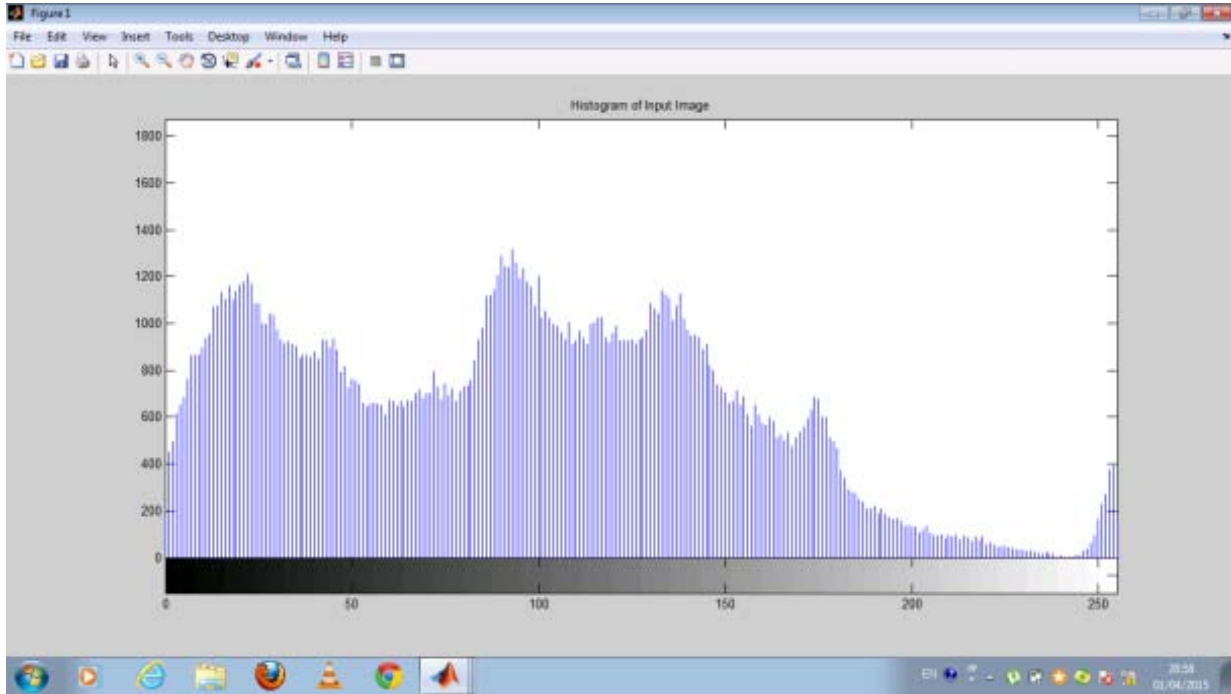 Figure 1
File Edit View Insert Tools Desktop Window Help
Histogram of Input Image
1800
1600
1400
1200
1000
800
600
400
200
0
0 50 100 150 200 250
EN
20:58
01/04/2015